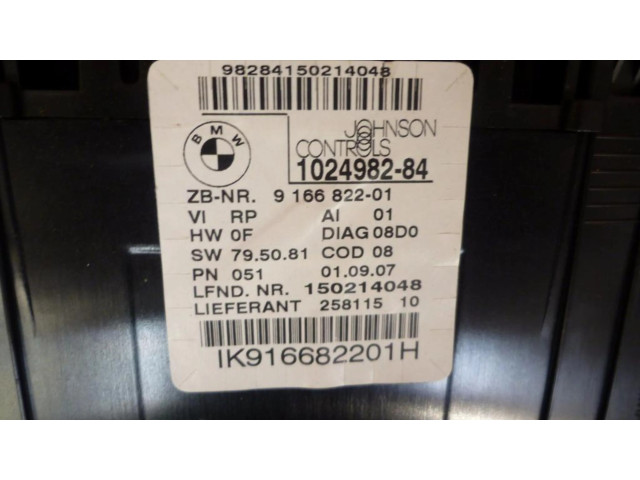 98284150214048
BMW
JOHNSON
CONTROLS
1024982-84
ZB-NR. 9 166 822-01
VI RP AI 01
HW 0F DIAG 08D0
SW 79.50.81 COD 08
PN 051 01.09.07
LFND. NR. 150214048
LIEFERANT 258115 10
IK916682201H